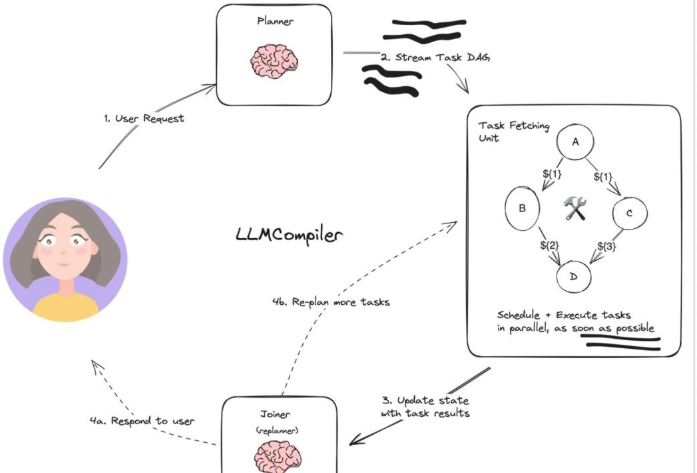 Planner
2. Stream Task DAG
1. User Request
Task Fetching
Unit
A
${1}
${1}
B
C
${2}
${3}
D
Schedule + Execute tasks
in parallel, as soon as possible
LLMCompiler
4b. Re-plan more tasks
3. Update state
with task results
4a. Respond to user
Joiner
(replanner)